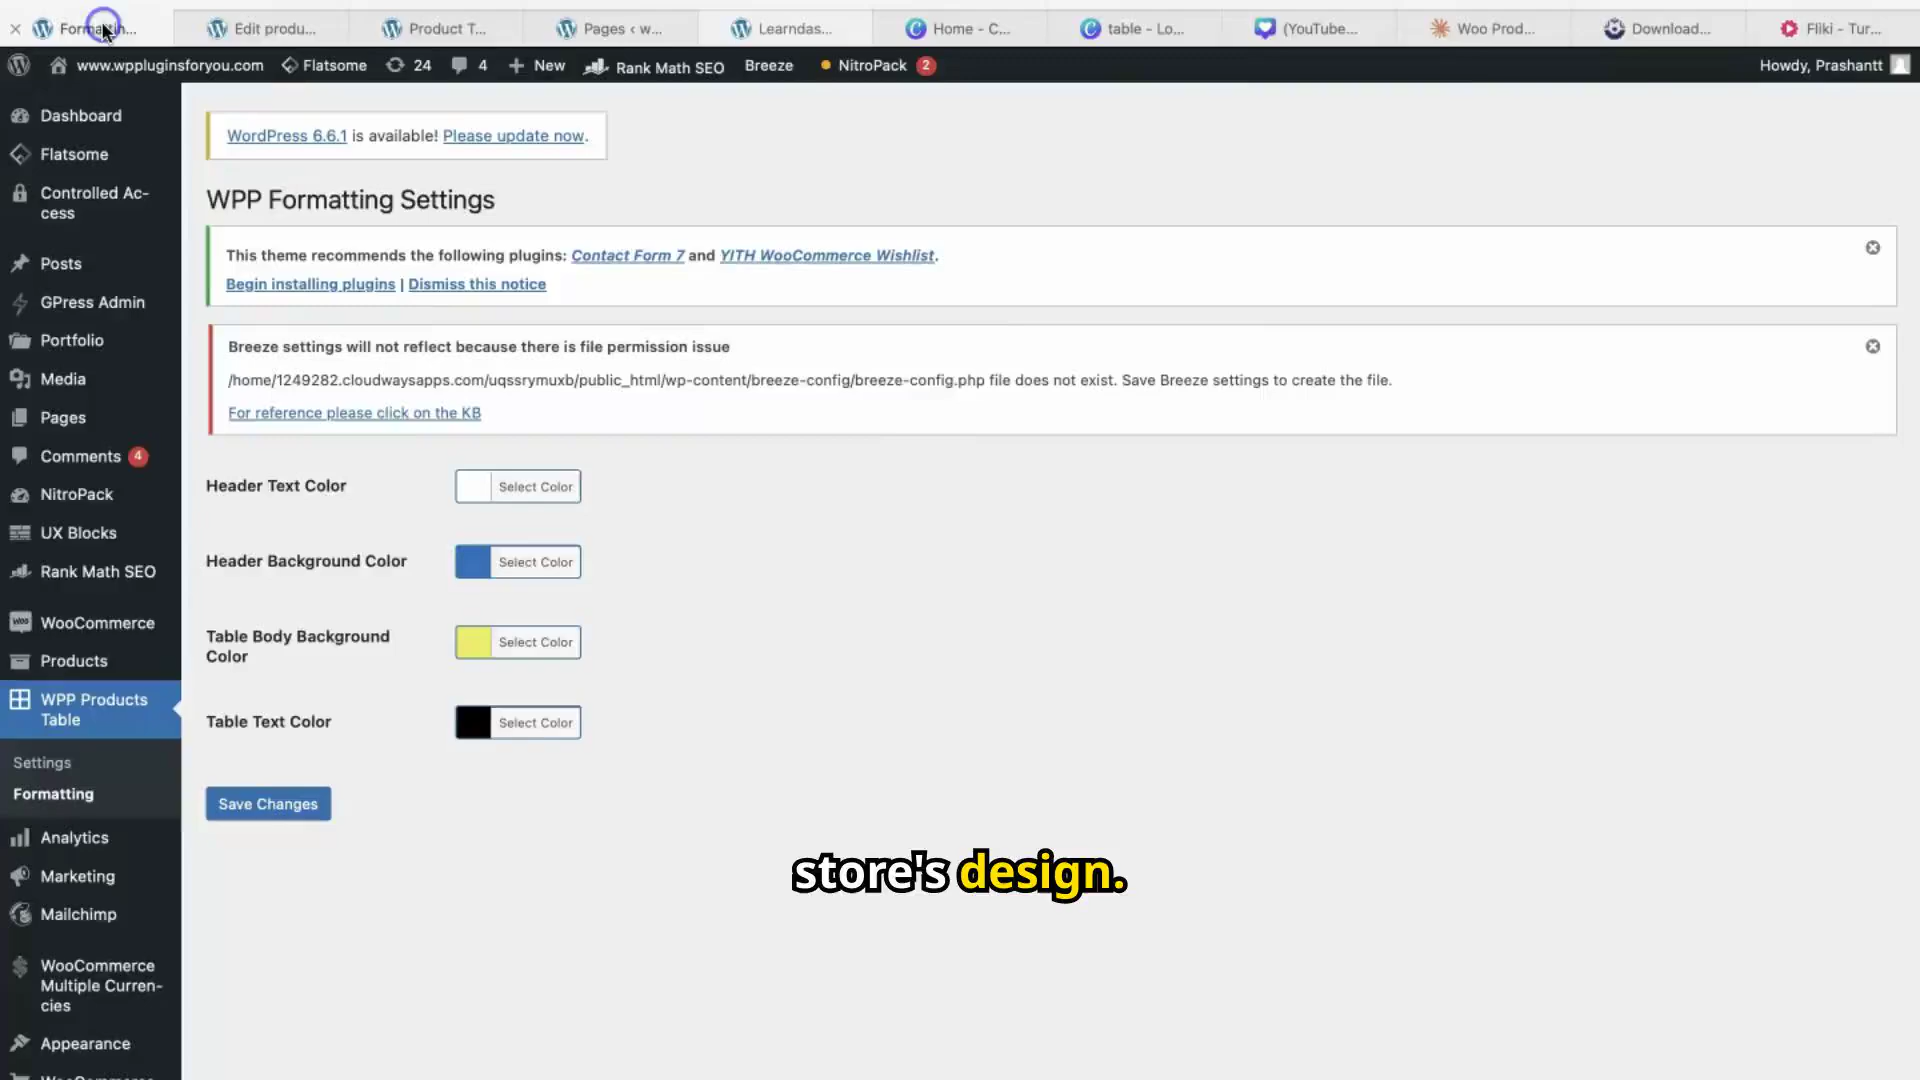 Formattin...
Edit produ...
Product T...
Pages ‹ w...
Learndas...
Home - C...
table - Lo...
(YouTube...
Woo Prod...
Download...
Fliki - Tur...
www.wppluginsforyou.com
Flatsome
24
4
New
Rank Math SEO
Breeze
NitroPack
2
Howdy, Prashantt
Dashboard
Flatsome
Controlled Ac-
cess
Posts
GPress Admin
Portfolio
Media
Pages
Comments 4
NitroPack
UX Blocks
Rank Math SEO
WooCommerce
Products
WPP Products
Table
Settings
Formatting
Analytics
Marketing
Mailchimp
WooCommerce
Multiple Curren-
cies
Appearance
WordPress 6.6.1 is available! Please update now.
WPP Formatting Settings
This theme recommends the following plugins: Contact Form 7 and YITH WooCommerce Wishlist.
Begin installing plugins | Dismiss this notice
Breeze settings will not reflect because there is file permission issue
/home/1249282.cloudwaysapps.com/uqssrymuxb/public_html/wp-content/breeze-config/breeze-config.php file does not exist. Save Breeze settings to create the file.
For reference please click on the KB
Header Text Color
Select Color
Header Background Color
Select Color
Table Body Background
Color
Select Color
Table Text Color
Select Color
Save Changes
store's design.